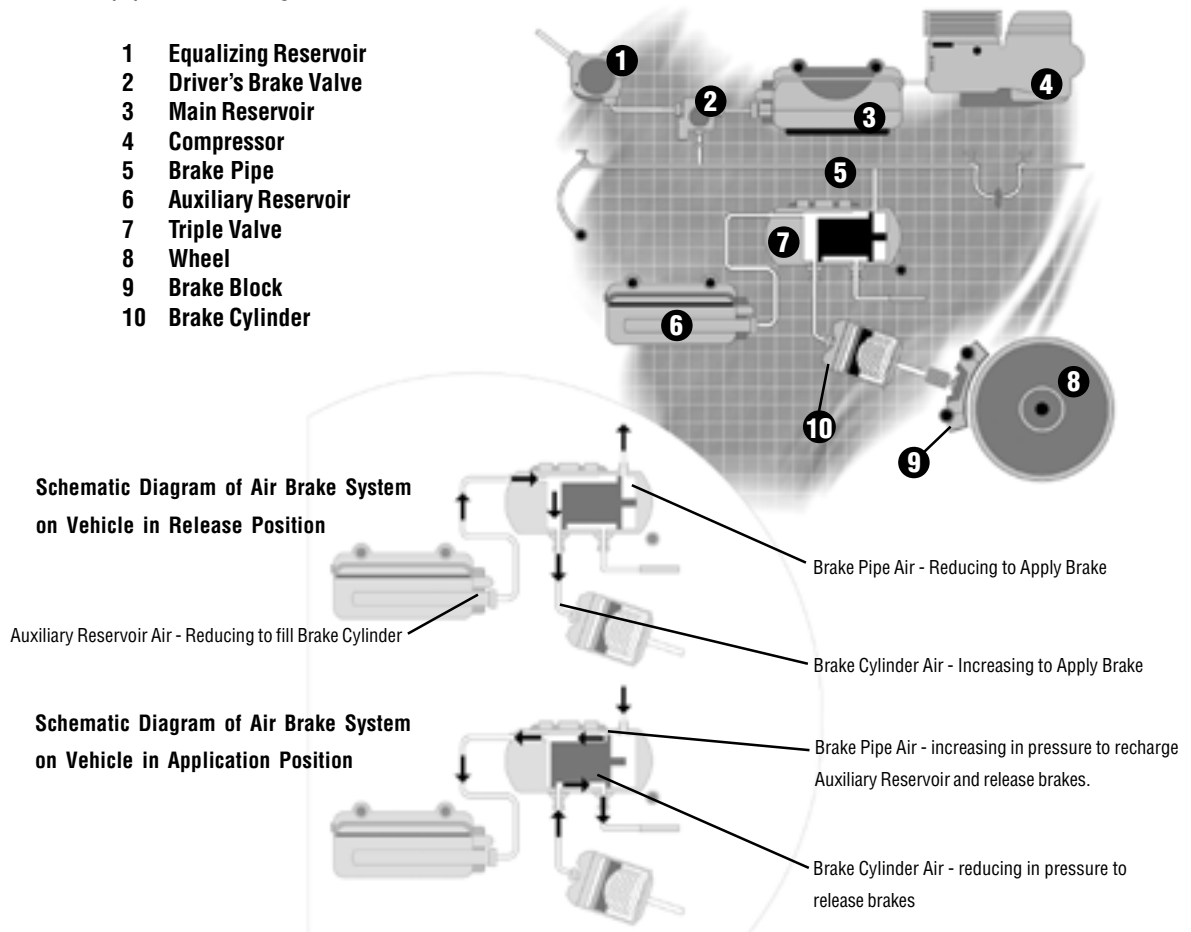 1 Equalizing Reservoir
2 Driver's Brake Valve
3 Main Reservoir
4 Compressor
5 Brake Pipe
6 Auxiliary Reservoir
7 Triple Valve
8 Wheel
9 Brake Block
10 Brake Cylinder
1
2
3
4
5
6
7
8
9
10
Schematic Diagram of Air Brake System
on Vehicle in Release Position
Brake Pipe Air - Reducing to Apply Brake
Auxiliary Reservoir Air - Reducing to fill Brake Cylinder
Brake Cylinder Air - Increasing to Apply Brake
Schematic Diagram of Air Brake System
on Vehicle in Application Position
Brake Pipe Air - increasing in pressure to recharge
Auxiliary Reservoir and release brakes.
Brake Cylinder Air - reducing in pressure to
release brakes